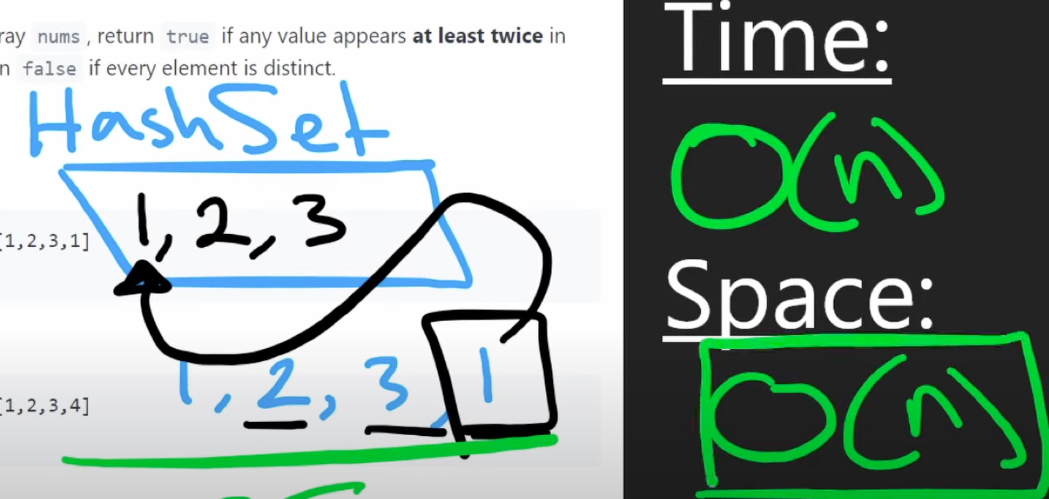 ray nums , return true if any value appears at least twice in
n false if every element is distinct.
HashSet
1, 2, 3
[1,2,3,1]
1, 2, 3, 1
[1,2,3,4]
Time:
O(n)
Space:
O(n)